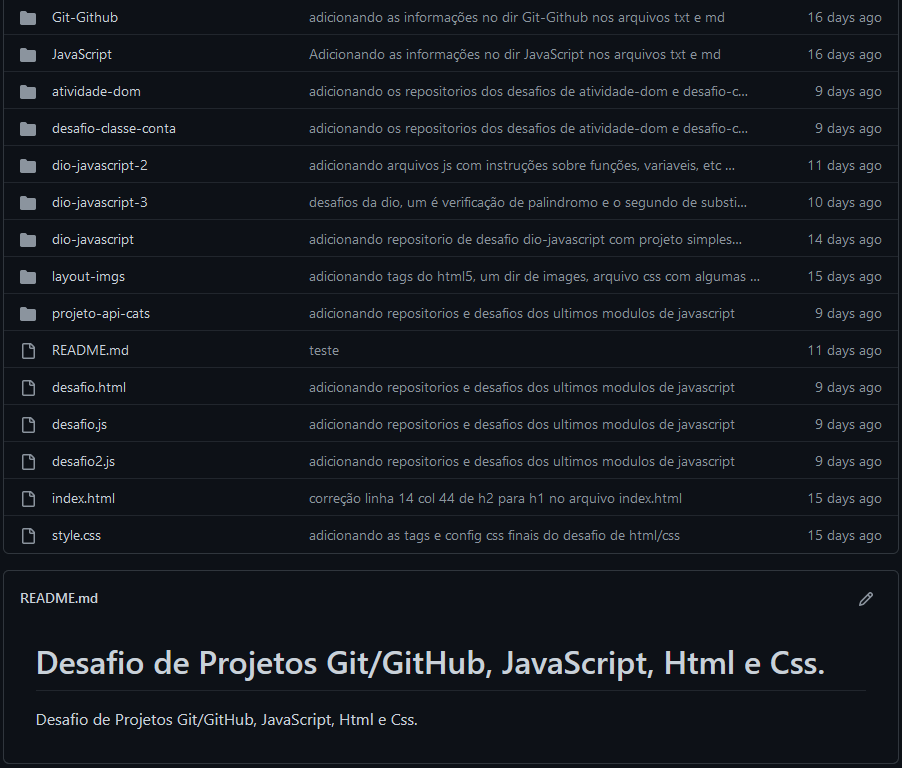 Git-Github adicionando as informações no dir Git-Github nos arquivos txt e md 16 days ago
JavaScript Adicionando as informações no dir JavaScript nos arquivos txt e md 16 days ago
atividade-dom adicionando os repositorios dos desafios de atividade-dom e desafio-c... 9 days ago
desafio-classe-conta adicionando os repositorios dos desafios de atividade-dom e desafio-c... 9 days ago
dio-javascript-2 adicionando arquivos js com instruções sobre funções, variaveis, etc ... 11 days ago
dio-javascript-3 desafios da dio, um é verificação de palindromo e o segundo de substi... 10 days ago
dio-javascript adicionando repositorio de desafio dio-javascript com projeto simples... 14 days ago
layout-imgs adicionando tags do html5, um dir de images, arquivo css com algumas ... 15 days ago
projeto-api-cats adicionando repositorios e desafios dos ultimos modulos de javascript 9 days ago
README.md teste 11 days ago
desafio.html adicionando repositorios e desafios dos ultimos modulos de javascript 9 days ago
desafio.js adicionando repositorios e desafios dos ultimos modulos de javascript 9 days ago
desafio2.js adicionando repositorios e desafios dos ultimos modulos de javascript 9 days ago
index.html correção linha 14 col 44 de h2 para h1 no arquivo index.html 15 days ago
style.css adicionando as tags e config css finais do desafio de html/css 15 days ago
README.md
Desafio de Projetos Git/GitHub, JavaScript, Html e Css.
Desafio de Projetos Git/GitHub, JavaScript, Html e Css.